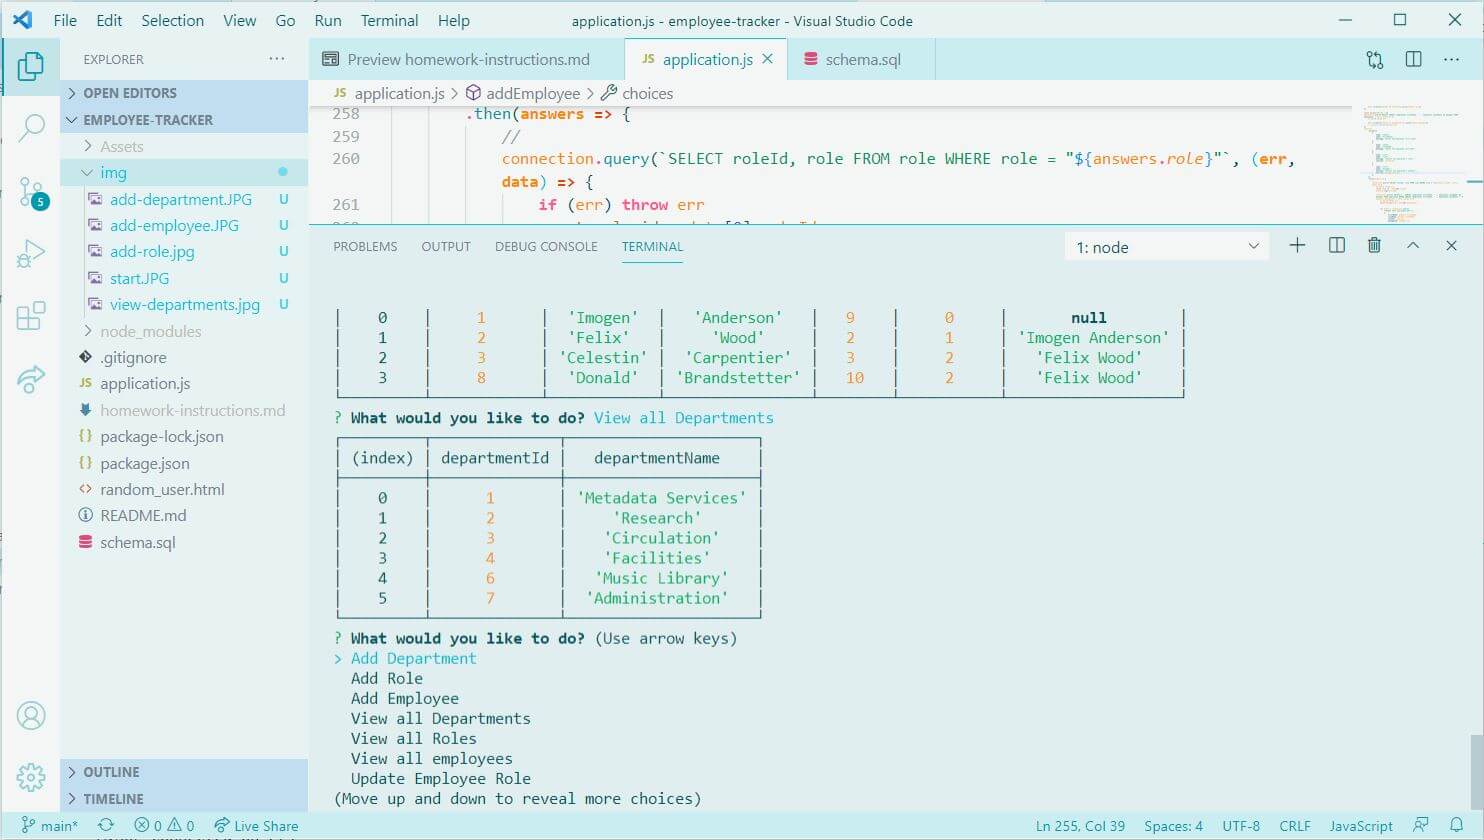 File Edit Selection View Go Run Terminal Help application.js - employee-tracker - Visual Studio Code
EXPLORER
OPEN EDITORS
EMPLOYEE-TRACKER
Assets
img
add-department.JPG U
add-employee.JPG U
add-role.jpg U
start.JPG U
view-departments.jpg U
node_modules
.gitignore
JS application.js
homework-instructions.md
{} package-lock.json
{} package.json
<> random_user.html
README.md
schema.sql
OUTLINE
TIMELINE
5
Preview homework-instructions.md JS application.js schema.sql
JS application.js > addEmployee > choices
258 .then(answers => {
259 //
260 connection.query(`SELECT roleId, role FROM role WHERE role = "${answers.role}"`, (err,
data) => {
261 if (err) throw err
PROBLEMS OUTPUT DEBUG CONSOLE TERMINAL 1: node
0 1 'Imogen' 'Anderson' 9 0 null
1 2 'Felix' 'Wood' 2 1 'Imogen Anderson'
2 3 'Celestin' 'Carpentier' 3 2 'Felix Wood'
3 8 'Donald' 'Brandstetter' 10 2 'Felix Wood'
? What would you like to do? View all Departments
(index) departmentId departmentName
0 1 'Metadata Services'
1 2 'Research'
2 3 'Circulation'
3 4 'Facilities'
4 6 'Music Library'
5 7 'Administration'
? What would you like to do? (Use arrow keys)
> Add Department
Add Role
Add Employee
View all Departments
View all Roles
View all employees
Update Employee Role
(Move up and down to reveal more choices)
main* 0 0 Live Share Ln 255, Col 39 Spaces: 4 UTF-8 CRLF JavaScript